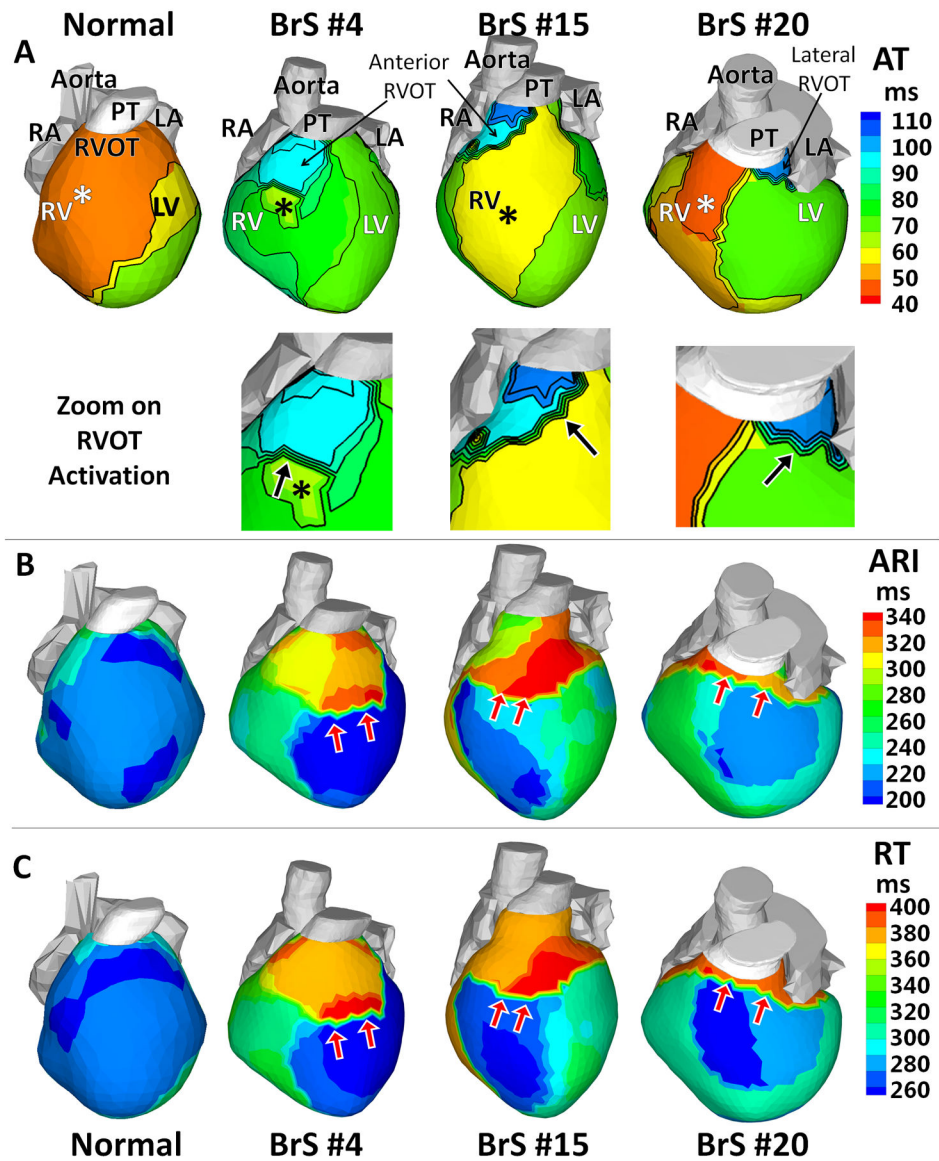 Normal BrS #4 BrS #15 BrS #20
A
Aorta
RA
PT
LA
RVOT
RV
*
LV
Anterior
RVOT
Aorta
RA
PT
*
RV
LV
Aorta
PT
LA
RA
RV
*
LV
Lateral
RVOT
Aorta
RA
PT
LA
RV
*
LV
AT
ms
110
100
90
80
70
60
50
40
Zoom on
RVOT
Activation
*
B
ARI
ms
340
320
300
280
260
240
220
200
C
RT
ms
400
380
360
340
320
300
280
260
Normal BrS #4 BrS #15 BrS #20